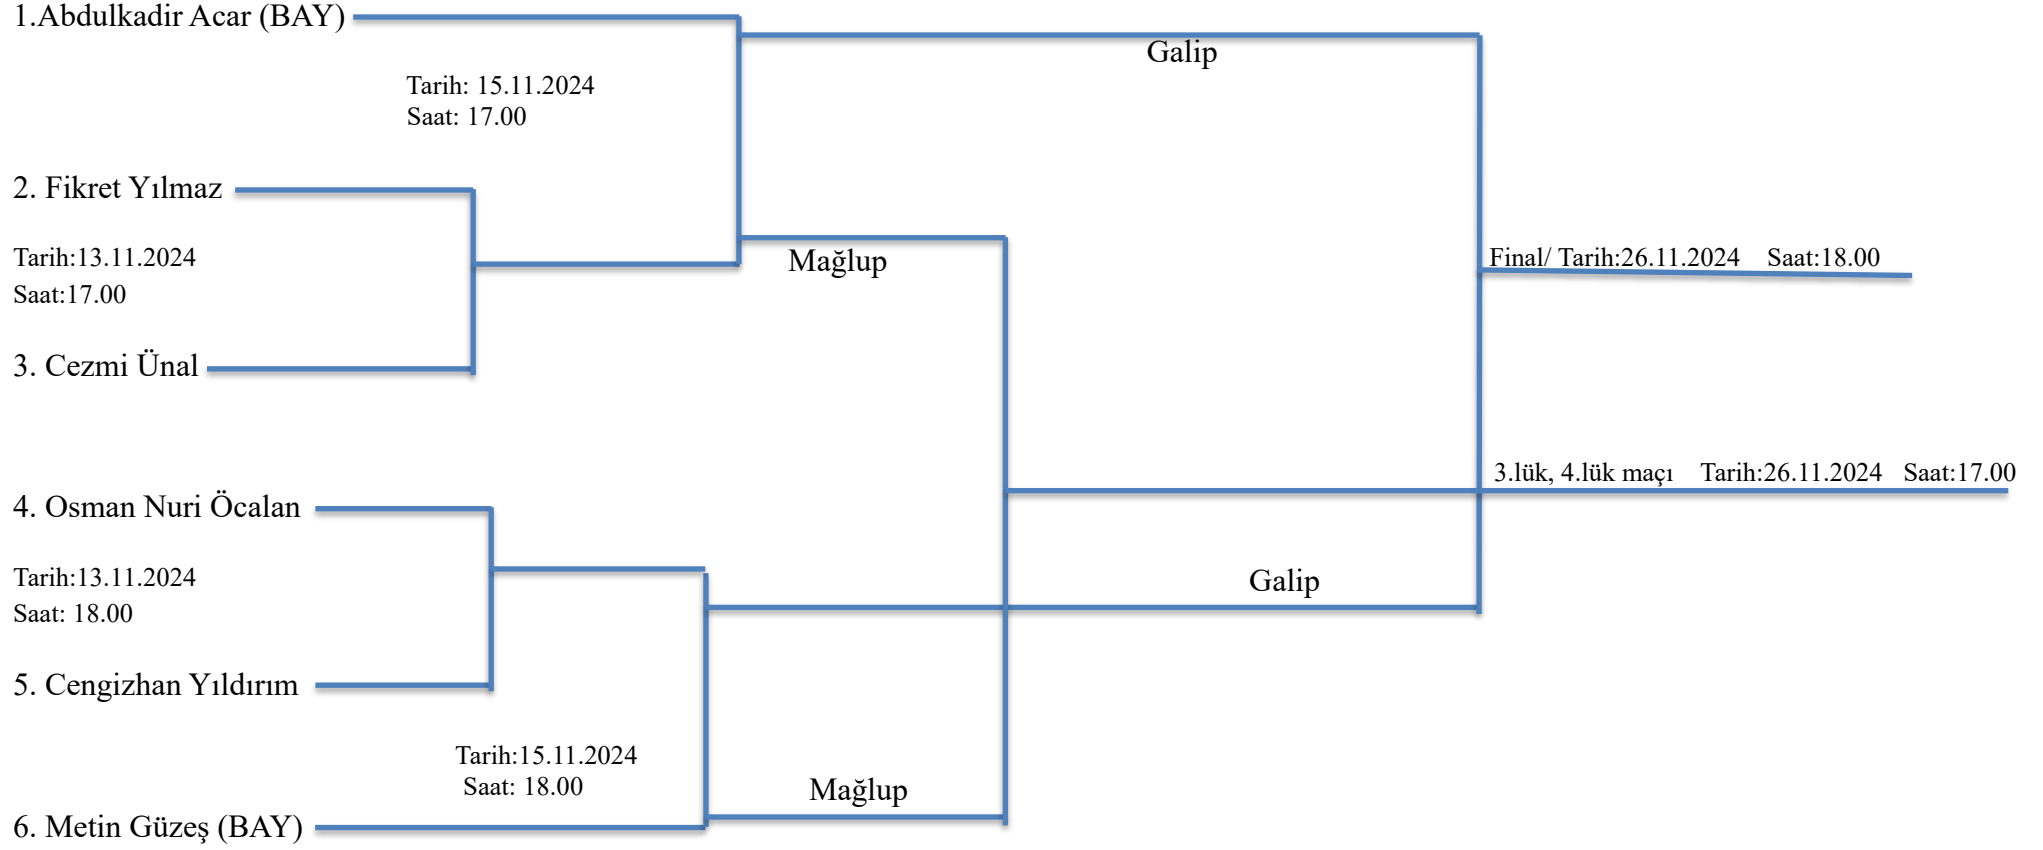 1.Abdulkadir Acar (BAY)
Galip
Tarih: 15.11.2024
Saat: 17.00
2. Fikret Yılmaz
Tarih:13.11.2024
Saat:17.00
Mağlup
Final/ Tarih:26.11.2024 Saat:18.00
3. Cezmi Ünal
3.lük, 4.lük maçı Tarih:26.11.2024 Saat:17.00
4. Osman Nuri Öcalan
Tarih:13.11.2024
Saat: 18.00
Galip
5. Cengizhan Yıldırım
Tarih:15.11.2024
Saat: 18.00
Mağlup
6. Metin Güzeş (BAY)